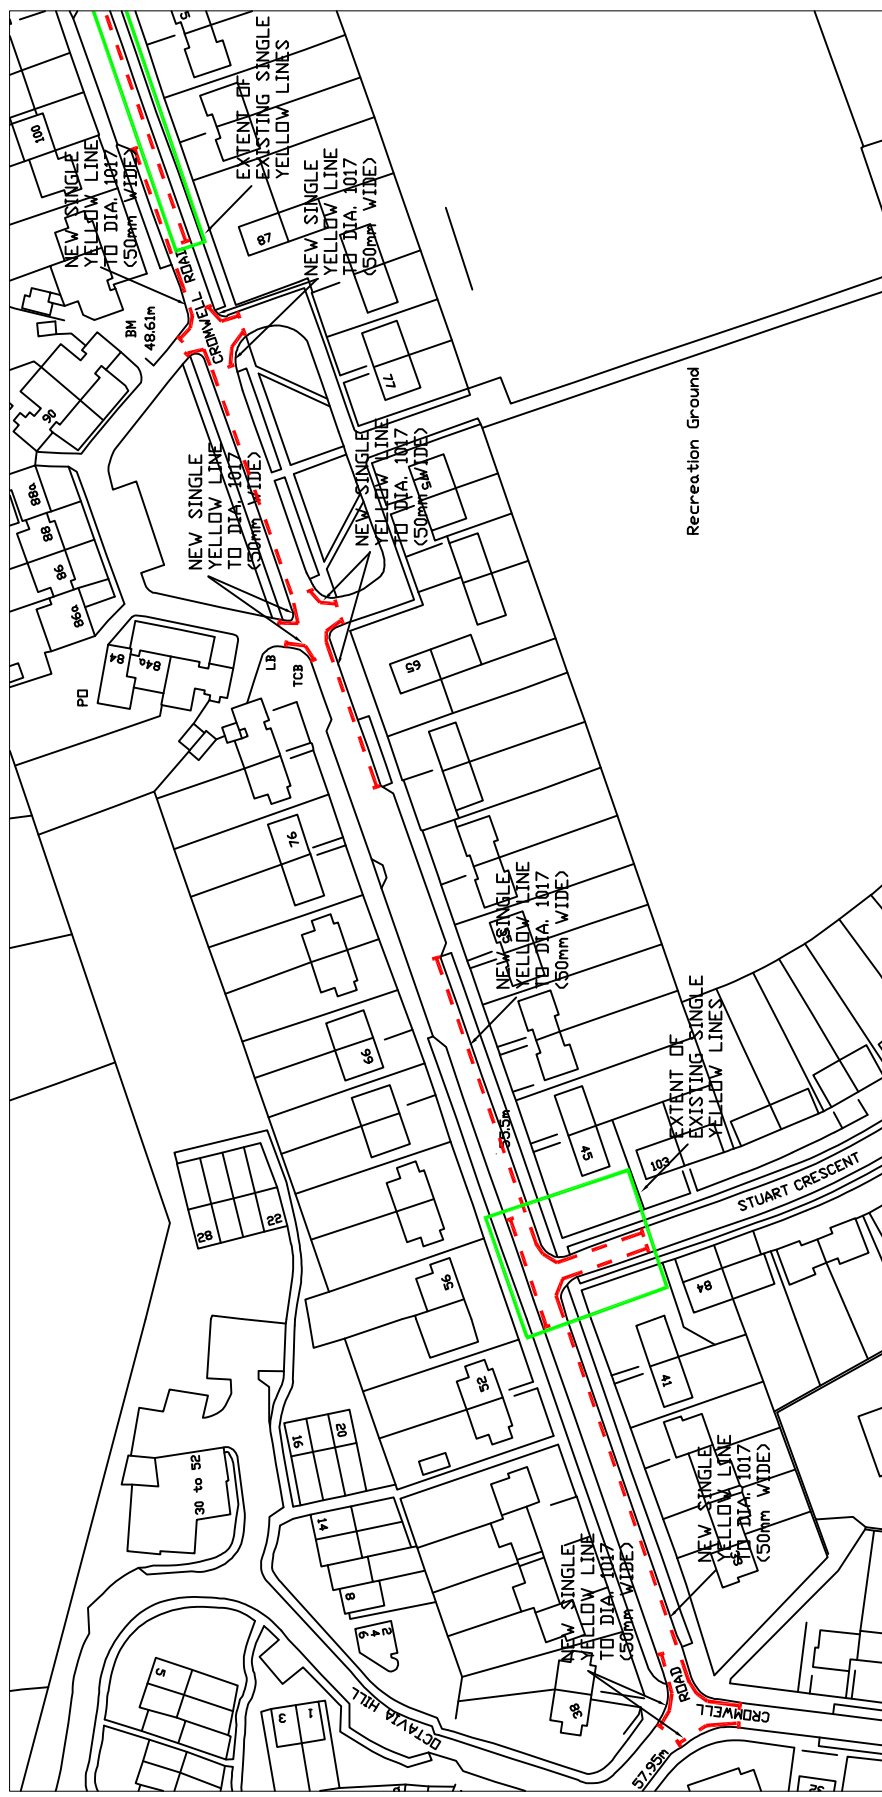 5
EXTENT OF
EXISTING SINGLE
YELLOW LINES
100
NEW SINGLE
YELLOW LINE
TO DIA. 1017
(50mm WIDE)
NEW SINGLE
YELLOW LINE
TO DIA. 1017
(50mm WIDE)
87
CROMWELL ROAD
BM
48.61m
77
90
Recreation Ground
NEW SINGLE
YELLOW LINE
TO DIA. 1017
(50mm WIDE)
NEW SINGLE
YELLOW LINE
TO DIA. 1017
(50mm WIDE)
88a
88
86
86a
84
84a
LB
TCB
PO
65
76
NEW SINGLE
YELLOW LINE
TO DIA. 1017
(50mm WIDE)
66
EXTENT OF
EXISTING SINGLE
YELLOW LINES
45
103
STUART CRESCENT
28
22
56
84
41
52
20
16
30 to 52
14
NEW SINGLE
YELLOW LINE
TO DIA. 1017
(50mm WIDE)
NEW SINGLE
YELLOW LINE
TO DIA. 1017
(50mm WIDE)
8
2
4
6
5
3
1
38
OCTAVIA HILL
ROAD
CROMWELL
57.95m
32